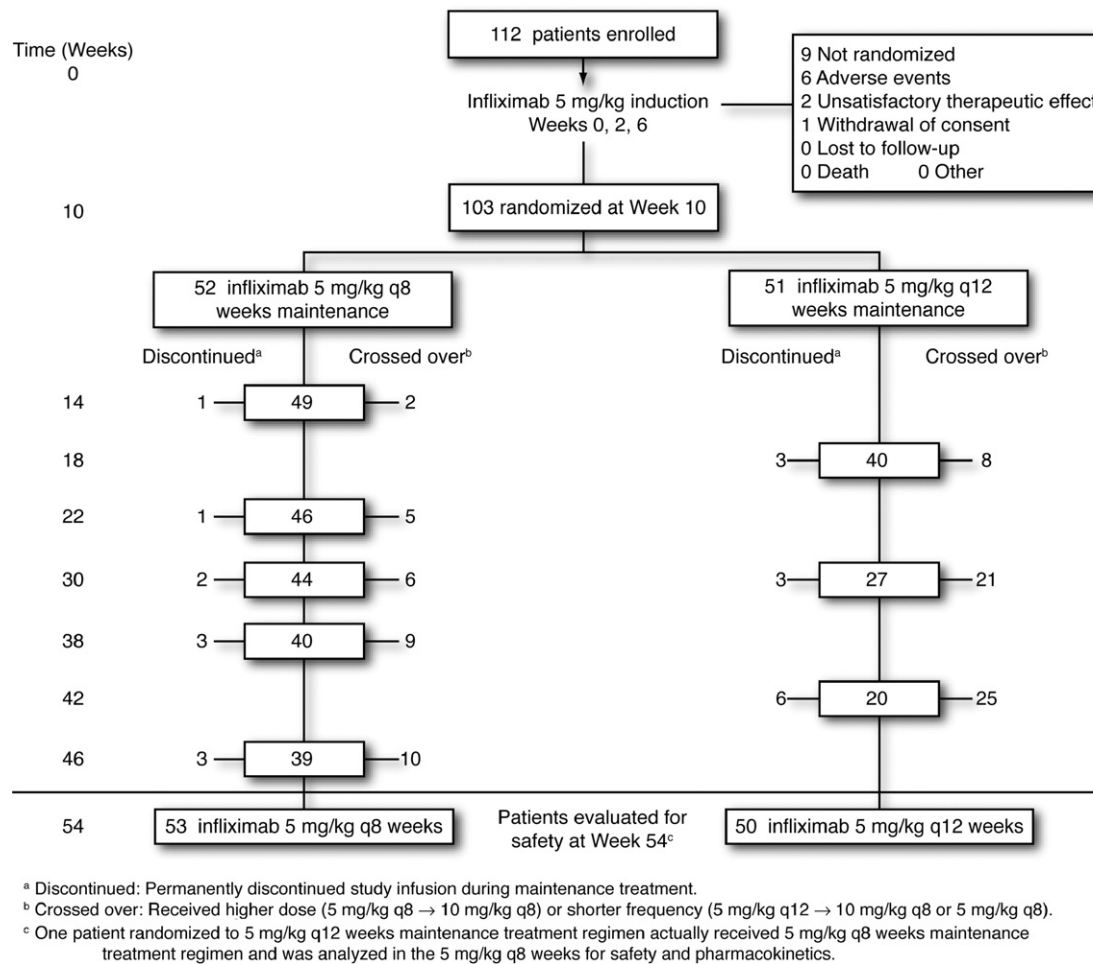 112 patients enrolled
Time (Weeks)
0
Infliximab 5 mg/kg induction
Weeks 0, 2, 6
9 Not randomized
6 Adverse events
2 Unsatisfactory therapeutic effect
1 Withdrawal of consent
0 Lost to follow-up
0 Death 0 Other
10
103 randomized at Week 10
52 infliximab 5 mg/kg q8
weeks maintenance
51 infliximab 5 mg/kg q12
weeks maintenance
Discontinuedᵃ Crossed overᵇ
Discontinuedᵃ Crossed overᵇ
14 1 49 2
18 3 40 8
22 1 46 5
30 2 44 6 3 27 21
38 3 40 9
42 6 20 25
46 3 39 10
54
53 infliximab 5 mg/kg q8 weeks
Patients evaluated for
safety at Week 54ᶜ
50 infliximab 5 mg/kg q12 weeks
ᵃ Discontinued: Permanently discontinued study infusion during maintenance treatment.
ᵇ Crossed over: Received higher dose (5 mg/kg q8 → 10 mg/kg q8) or shorter frequency (5 mg/kg q12 → 10 mg/kg q8 or 5 mg/kg q8).
ᶜ One patient randomized to 5 mg/kg q12 weeks maintenance treatment regimen actually received 5 mg/kg q8 weeks maintenance
treatment regimen and was analyzed in the 5 mg/kg q8 weeks for safety and pharmacokinetics.